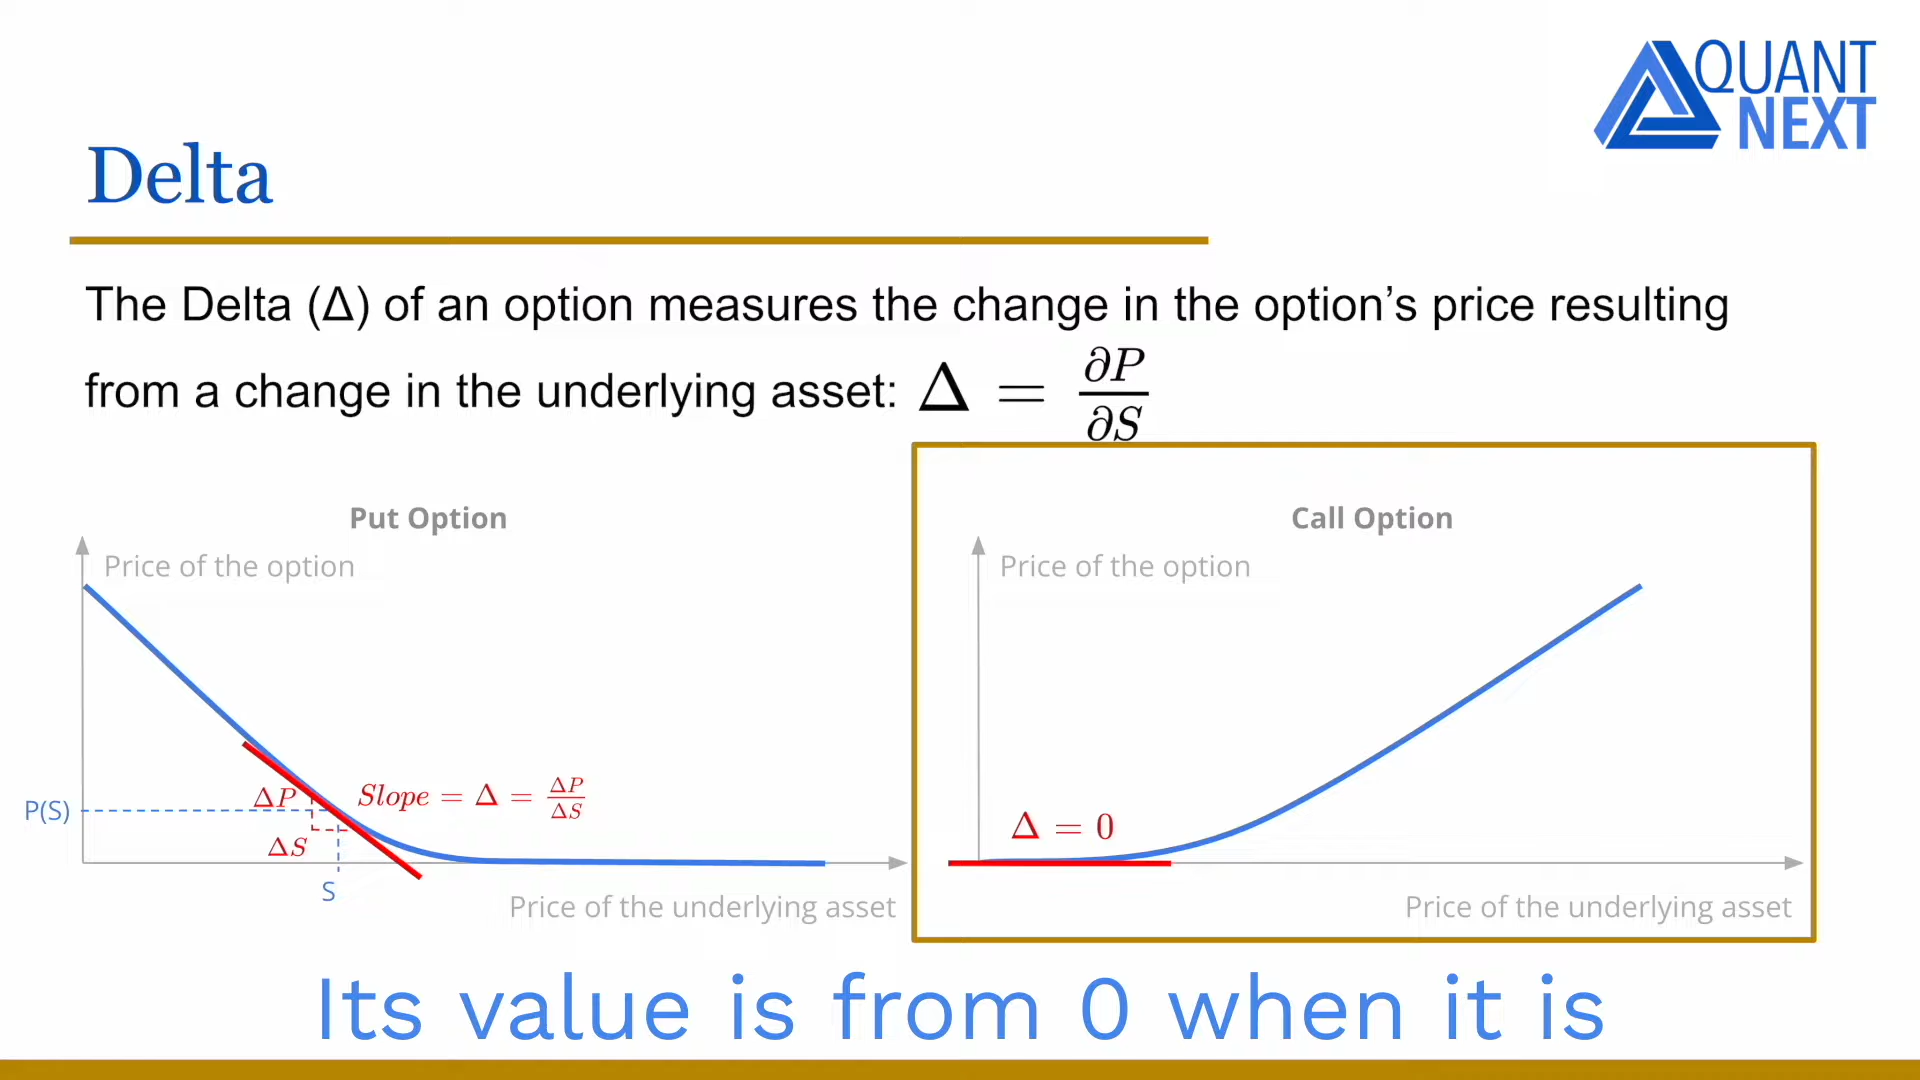 QUANT
NEXT
Delta
The Delta (Δ) of an option measures the change in the option’s price resulting
from a change in the underlying asset: Δ = ∂P/∂S
Put Option
Price of the option
P(S)
ΔP
ΔS
Slope = Δ = ΔP/ΔS
S
Price of the underlying asset
Call Option
Price of the option
Δ = 0
Price of the underlying asset
Its value is from 0 when it is